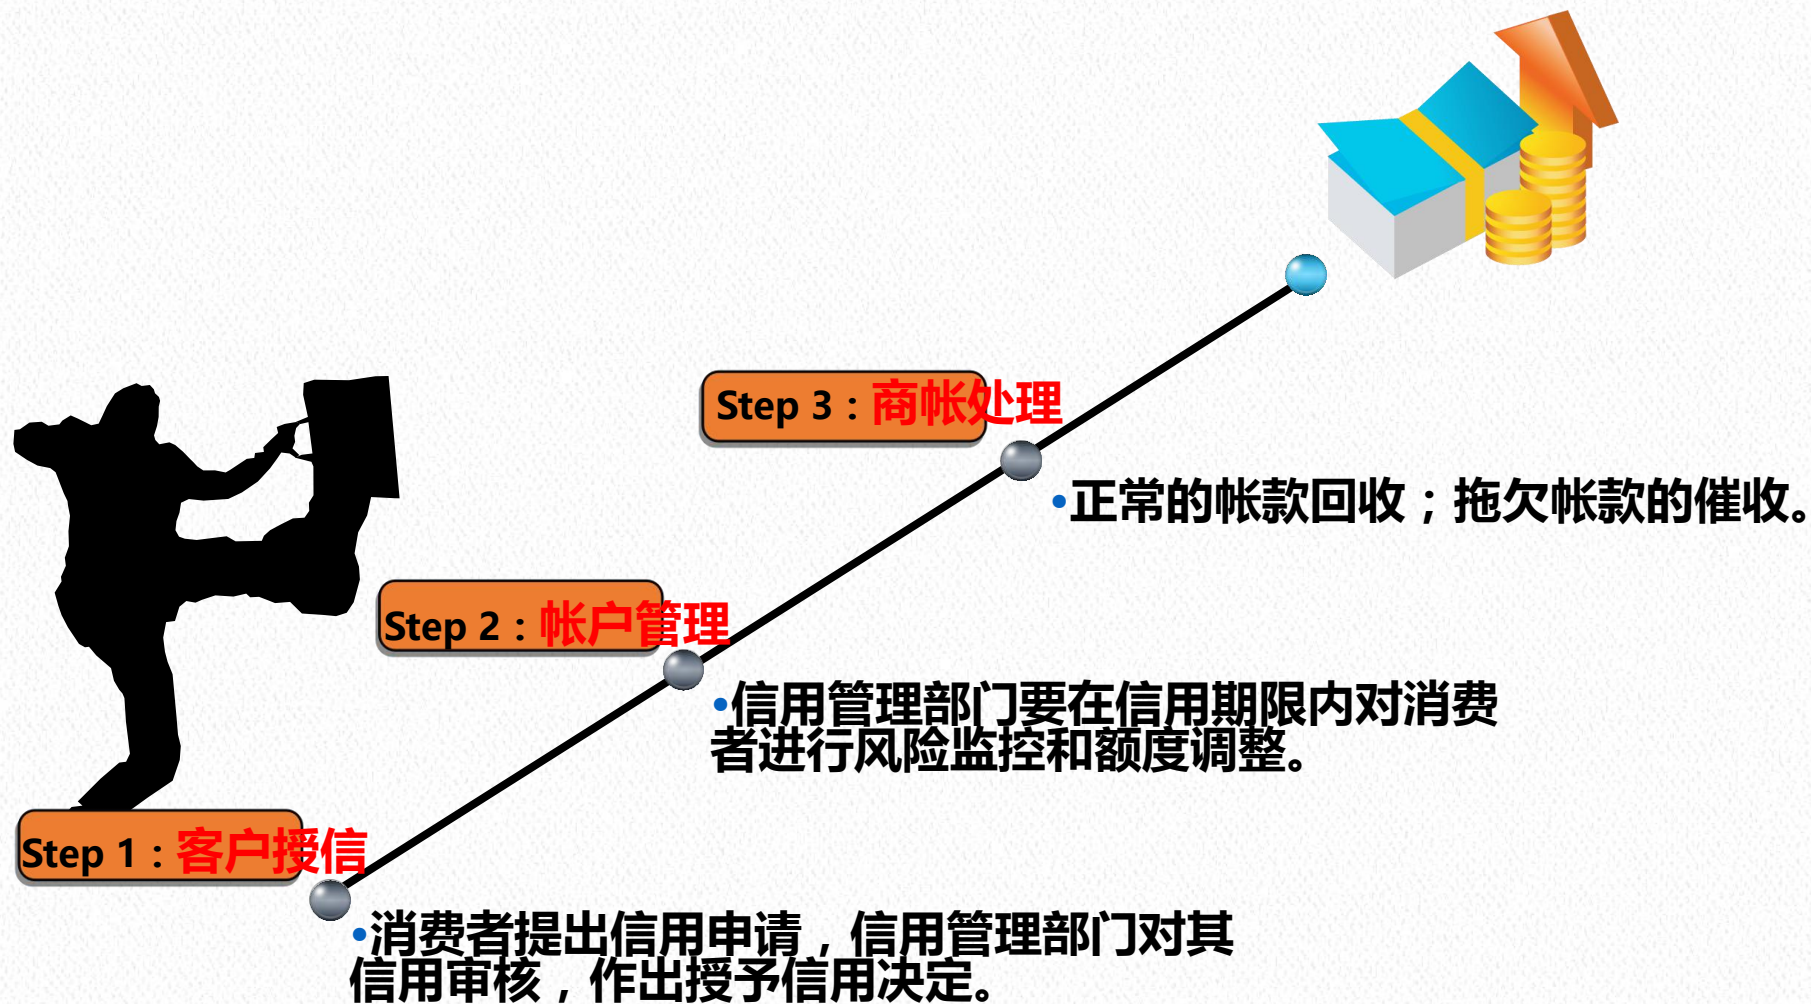 Step 3：商帐处理
•正常的帐款回收；拖欠帐款的催收。
Step 2：帐户管理
•信用管理部门要在信用期限内对消费
者进行风险监控和额度调整。
Step 1：客户授信
•消费者提出信用申请，信用管理部门对其
信用审核，作出授予信用决定。